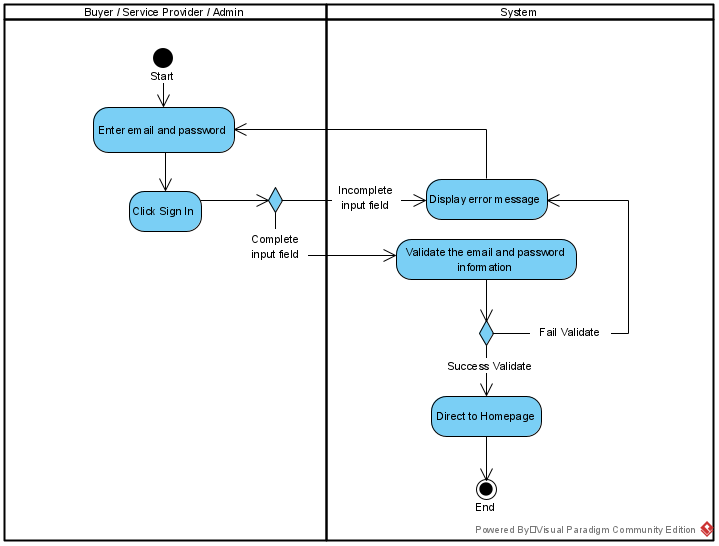 Buyer / Service Provider / Admin
System
Start
Enter email and password
Click Sign In
Incomplete
input field
Display error message
Complete
input field
Validate the email and password
information
Fail Validate
Success Validate
Direct to Homepage
End
Powered By▯Visual Paradigm Community Edition